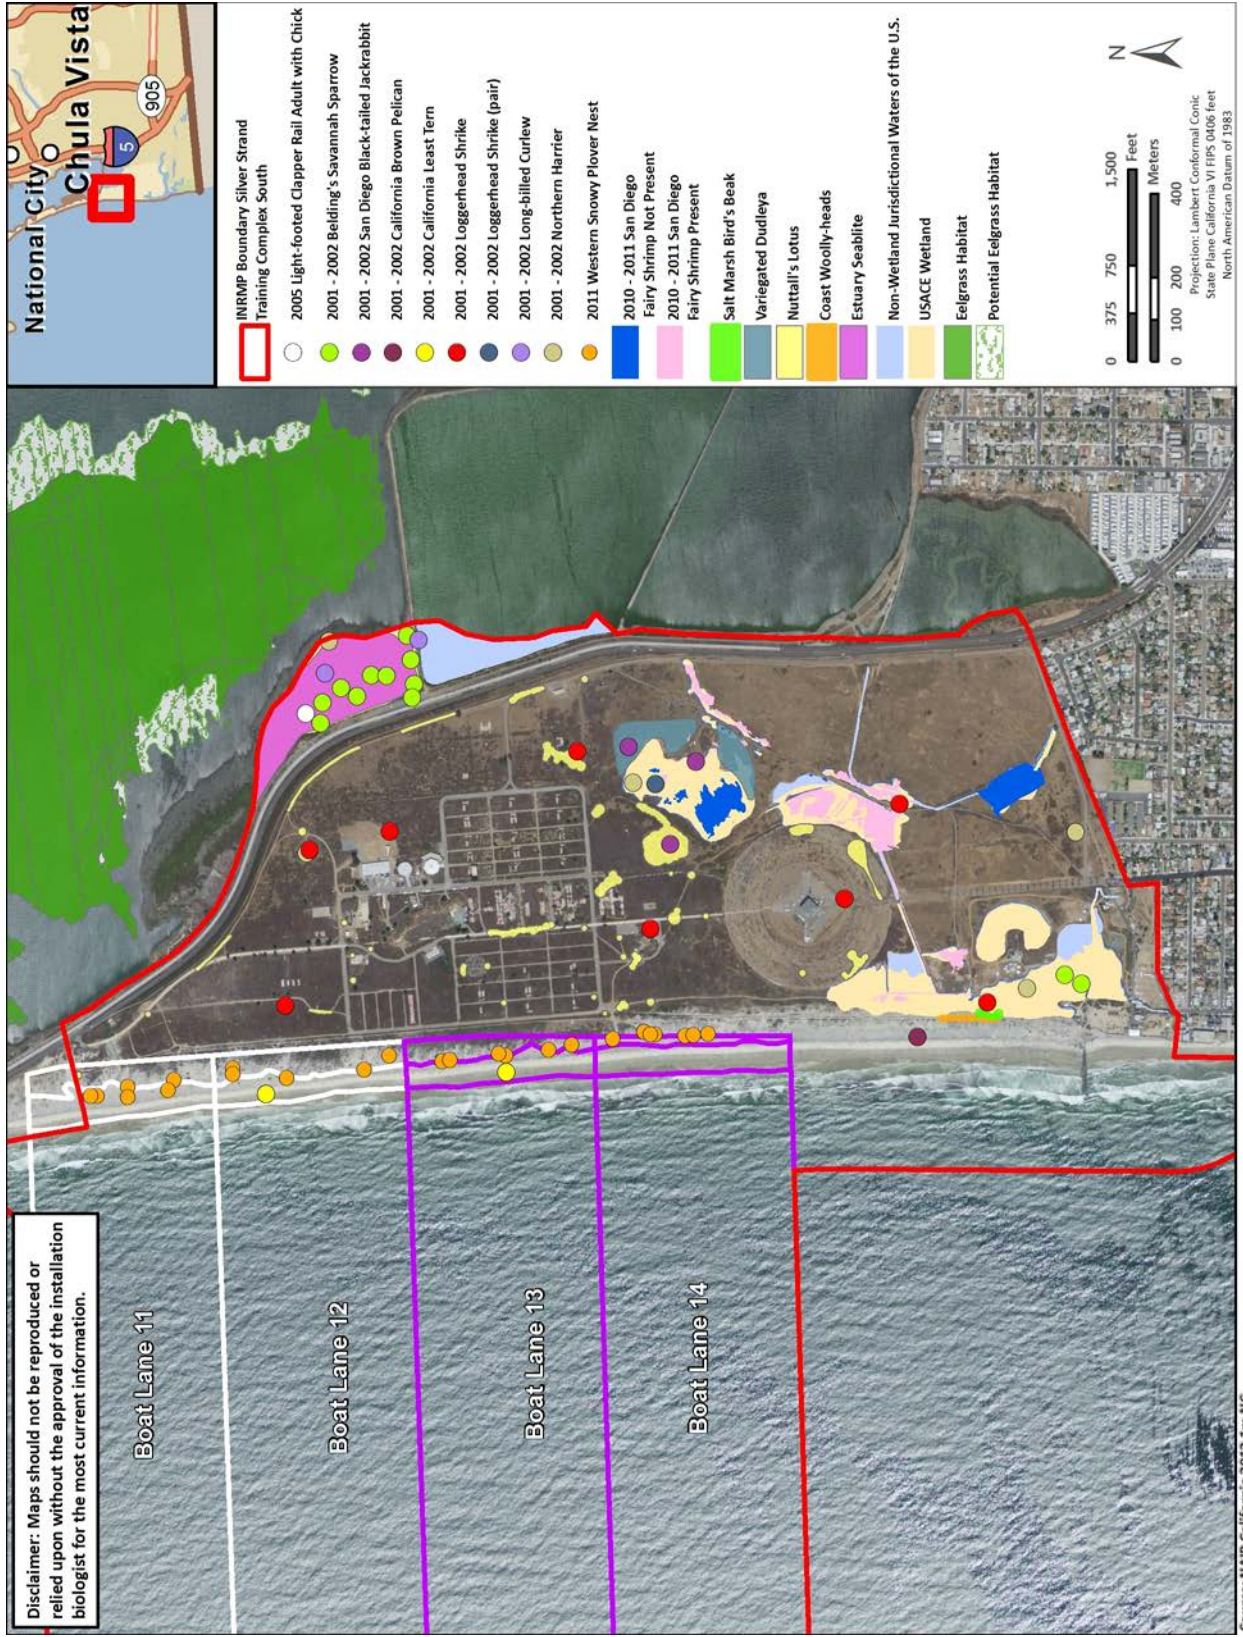 Disclaimer: Maps should not be reproduced or
relied upon without the approval of the installation
biologist for the most current information.
Boat Lane 11
Boat Lane 12
Boat Lane 13
Boat Lane 14
National City
Chula Vista
5
905
INRMP Boundary Silver Strand
Training Complex South
2005 Light-footed Clapper Rail Adult with Chick
2001 - 2002 Belding's Savannah Sparrow
2001 - 2002 San Diego Black-tailed Jackrabbit
2001 - 2002 California Brown Pelican
2001 - 2002 California Least Tern
2001 - 2002 Loggerhead Shrike
2001 - 2002 Loggerhead Shrike (pair)
2001 - 2002 Long-billed Curlew
2001 - 2002 Northern Harrier
2011 Western Snowy Plover Nest
2010 - 2011 San Diego
Fairy Shrimp Not Present
2010 - 2011 San Diego
Fairy Shrimp Present
Salt Marsh Bird's Beak
Variegated Dudleya
Nuttall's Lotus
Coast Woolly-heads
Estuary Seablite
Non-Wetland Jurisdictional Waters of the U.S.
USACE Wetland
Eelgrass Habitat
Potential Eelgrass Habitat
N
0 375 750 1,500
Feet
Meters
0 100 200 400
Projection: Lambert Conformal Conic
State Plane California VI FIPS 0406 feet
North American Datum of 1983